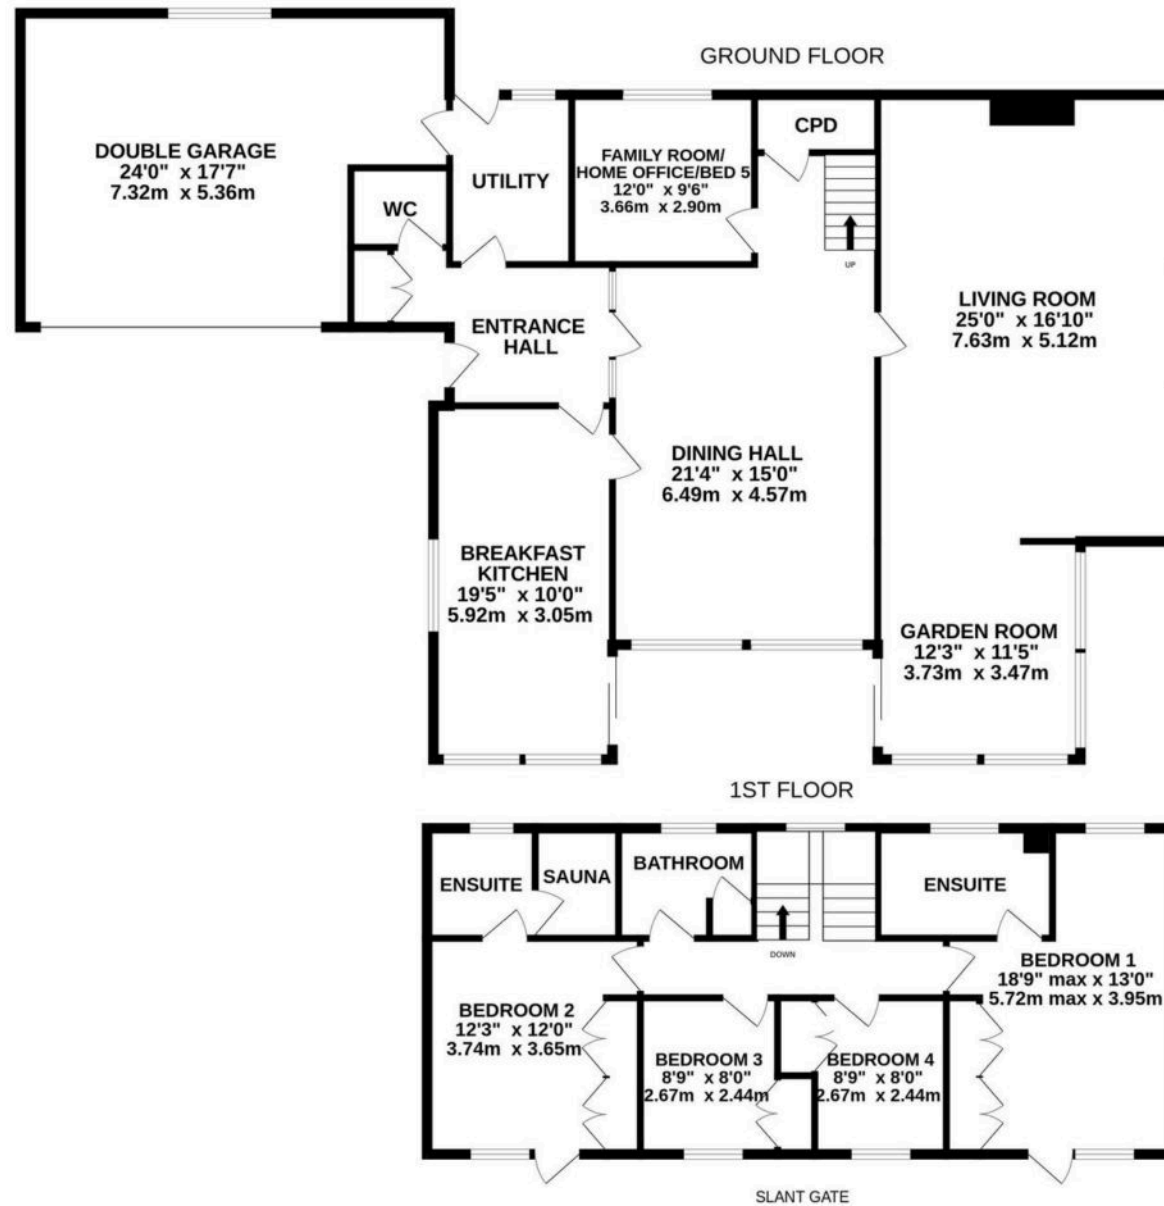 GROUND FLOOR
DOUBLE GARAGE
24'0" x 17'7"
7.32m x 5.36m
WC
UTILITY
FAMILY ROOM/
HOME OFFICE/BED 5
12'0" x 9'6"
3.66m x 2.90m
CPD
UP
ENTRANCE
HALL
LIVING ROOM
25'0" x 16'10"
7.63m x 5.12m
DINING HALL
21'4" x 15'0"
6.49m x 4.57m
BREAKFAST
KITCHEN
19'5" x 10'0"
5.92m x 3.05m
GARDEN ROOM
12'3" x 11'5"
3.73m x 3.47m
1ST FLOOR
ENSUITE
SAUNA
BATHROOM
DOWN
ENSUITE
BEDROOM 1
18'9" max x 13'0"
5.72m max x 3.95m
BEDROOM 2
12'3" x 12'0"
3.74m x 3.65m
BEDROOM 3
8'9" x 8'0"
2.67m x 2.44m
BEDROOM 4
8'9" x 8'0"
2.67m x 2.44m
SLANT GATE